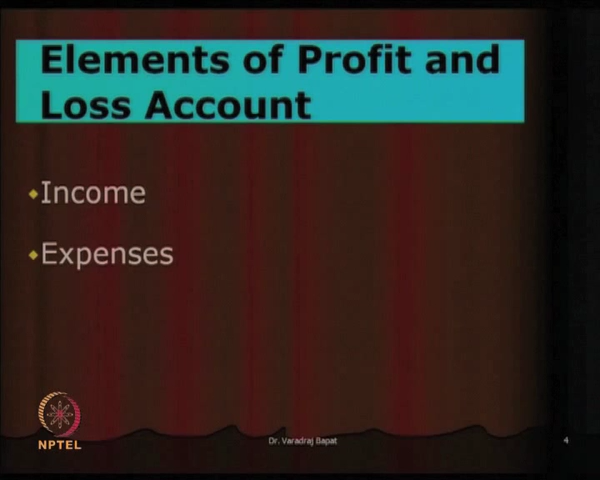 Elements of Profit and
Loss Account
Income
Expenses
NPTEL
Dr. Varadraj Bapat
4